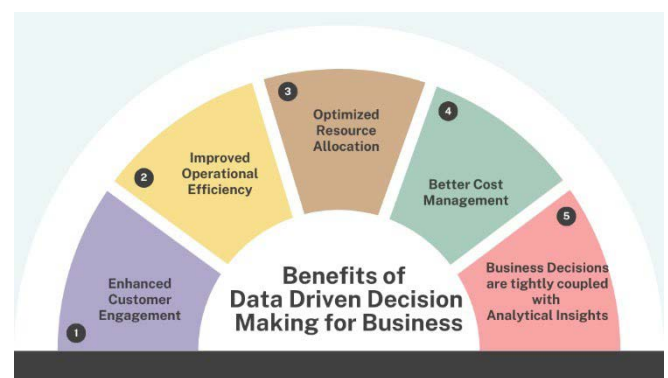 1
Enhanced
Customer
Engagement
2
Improved
Operational
Efficiency
3
Optimized
Resource
Allocation
4
Better Cost
Management
5
Business Decisions
are tightly coupled
with
Analytical Insights
Benefits of
Data Driven Decision
Making for Business